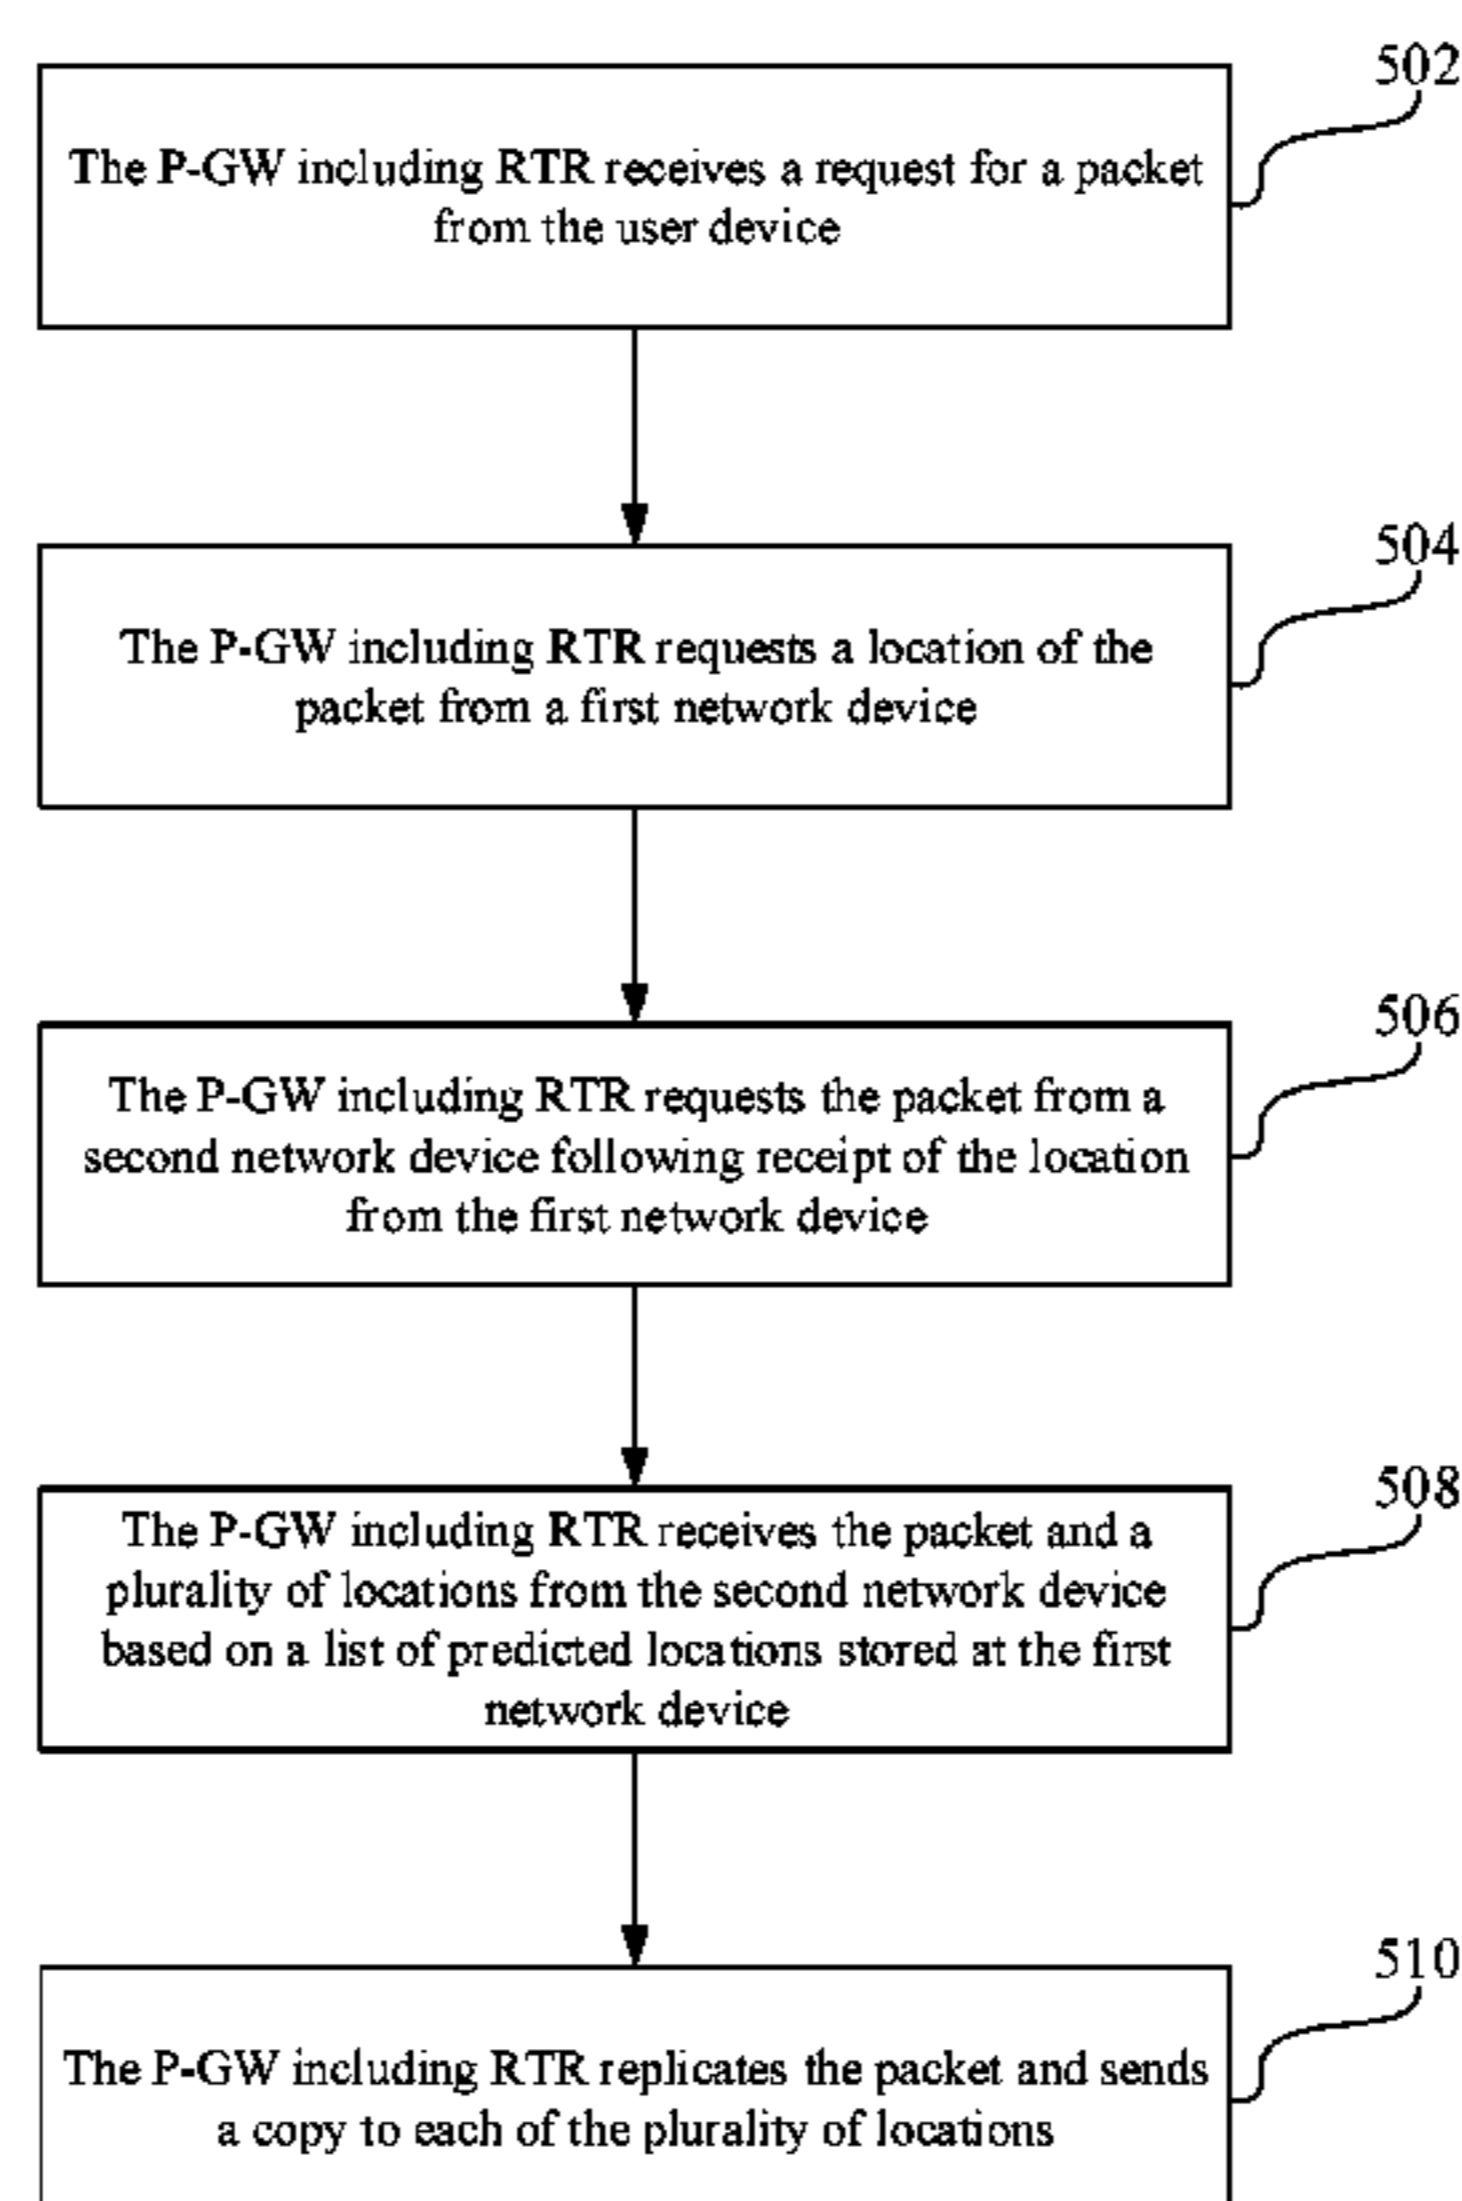 502
The P-GW including RTR receives a request for a packet
from the user device
504
The P-GW including RTR requests a location of the
packet from a first network device
506
The P-GW including RTR requests the packet from a
second network device following receipt of the location
from the first network device
508
The P-GW including RTR receives the packet and a
plurality of locations from the second network device
based on a list of predicted locations stored at the first
network device
510
The P-GW including RTR replicates the packet and sends
a copy to each of the plurality of locations